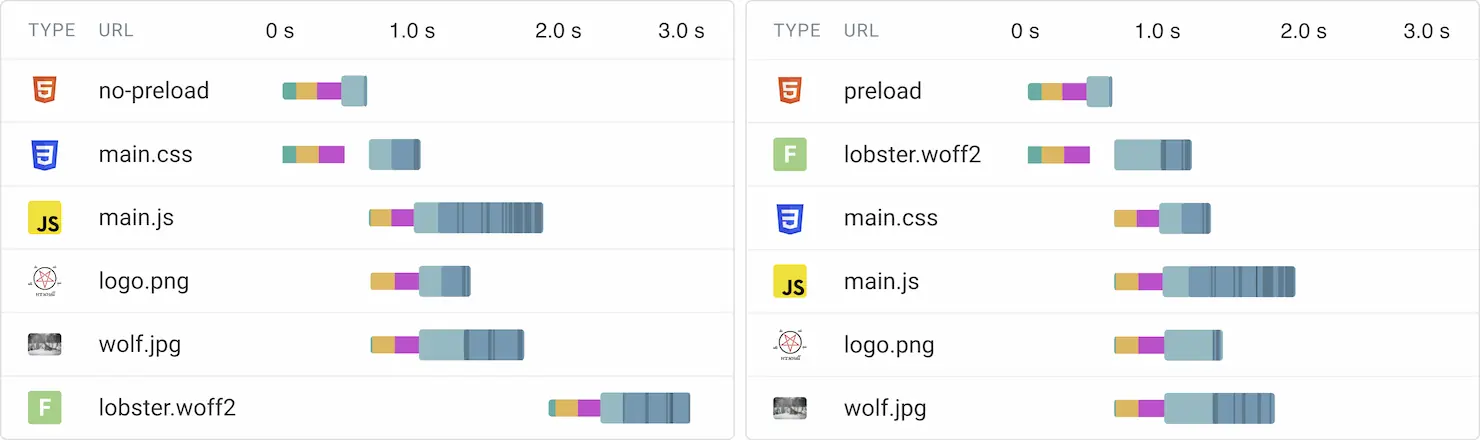 TYPE URL 0 s 1.0 s 2.0 s 3.0 s
5 no-preload
3 main.css
JS main.js
logo.png
wolf.jpg
F lobster.woff2
TYPE URL 0 s 1.0 s 2.0 s 3.0 s
5 preload
F lobster.woff2
3 main.css
JS main.js
logo.png
wolf.jpg